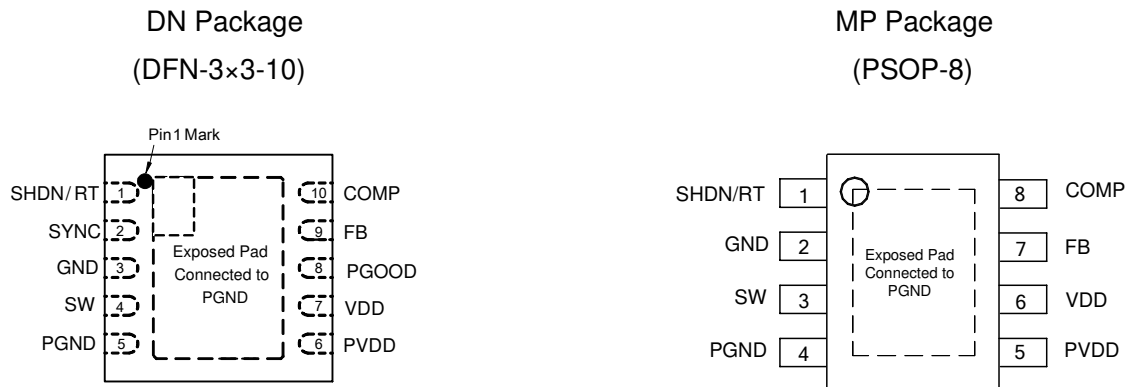 DN Package
(DFN-3×3-10)
Pin 1 Mark
SHDN/ RT 1 10 COMP
SYNC 2 9 FB
GND 3 8 PGOOD
SW 4 7 VDD
PGND 5 6 PVDD
Exposed Pad
Connected to
PGND
MP Package
(PSOP-8)
SHDN/RT 1 8 COMP
GND 2 7 FB
SW 3 6 VDD
PGND 4 5 PVDD
Exposed Pad
Connected to
PGND